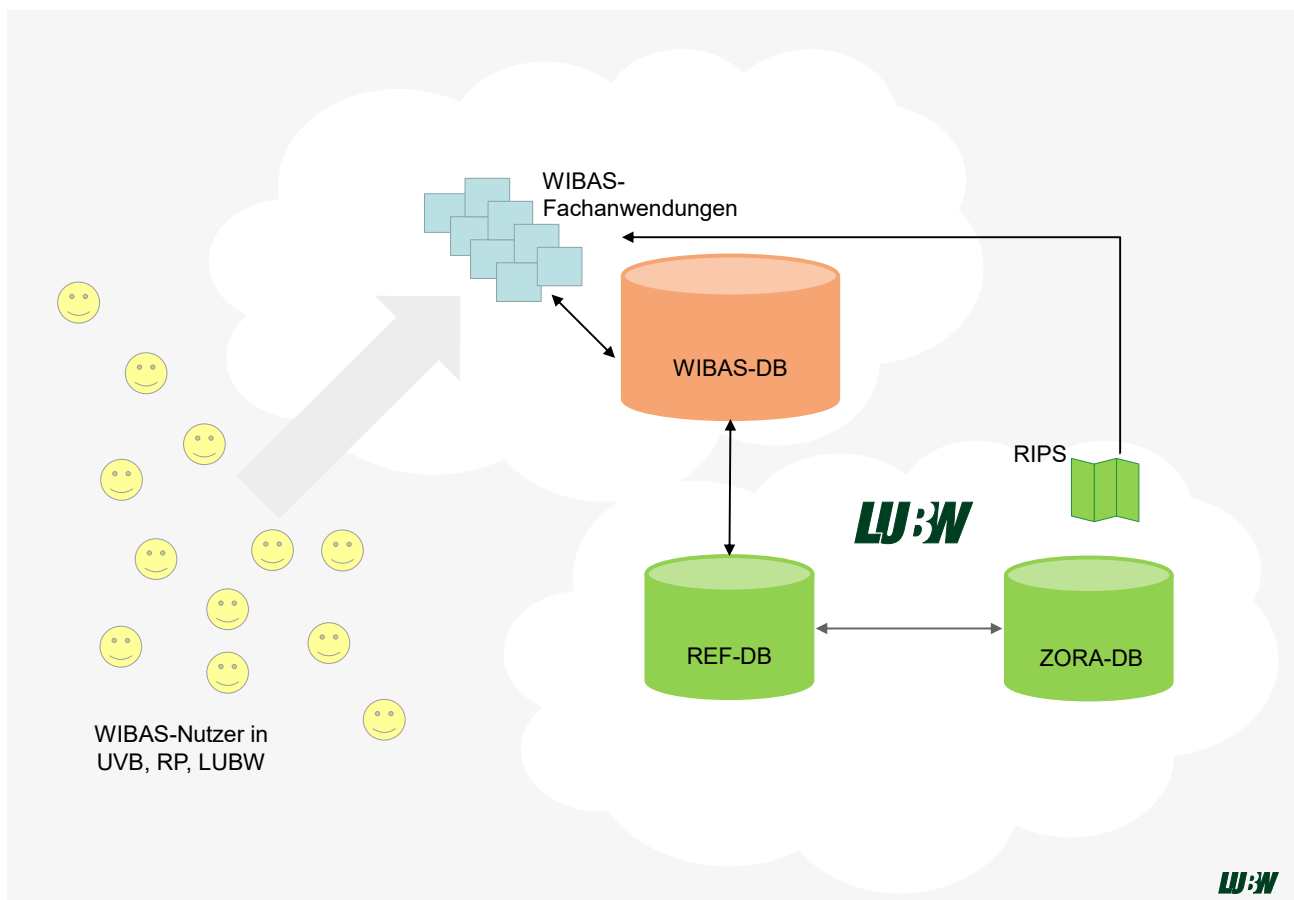 WIBAS-
Fachanwendungen
WIBAS-DB
RIPS
LUBW
REF-DB
ZORA-DB
WIBAS-Nutzer in
UVB, RP, LUBW
LUBW